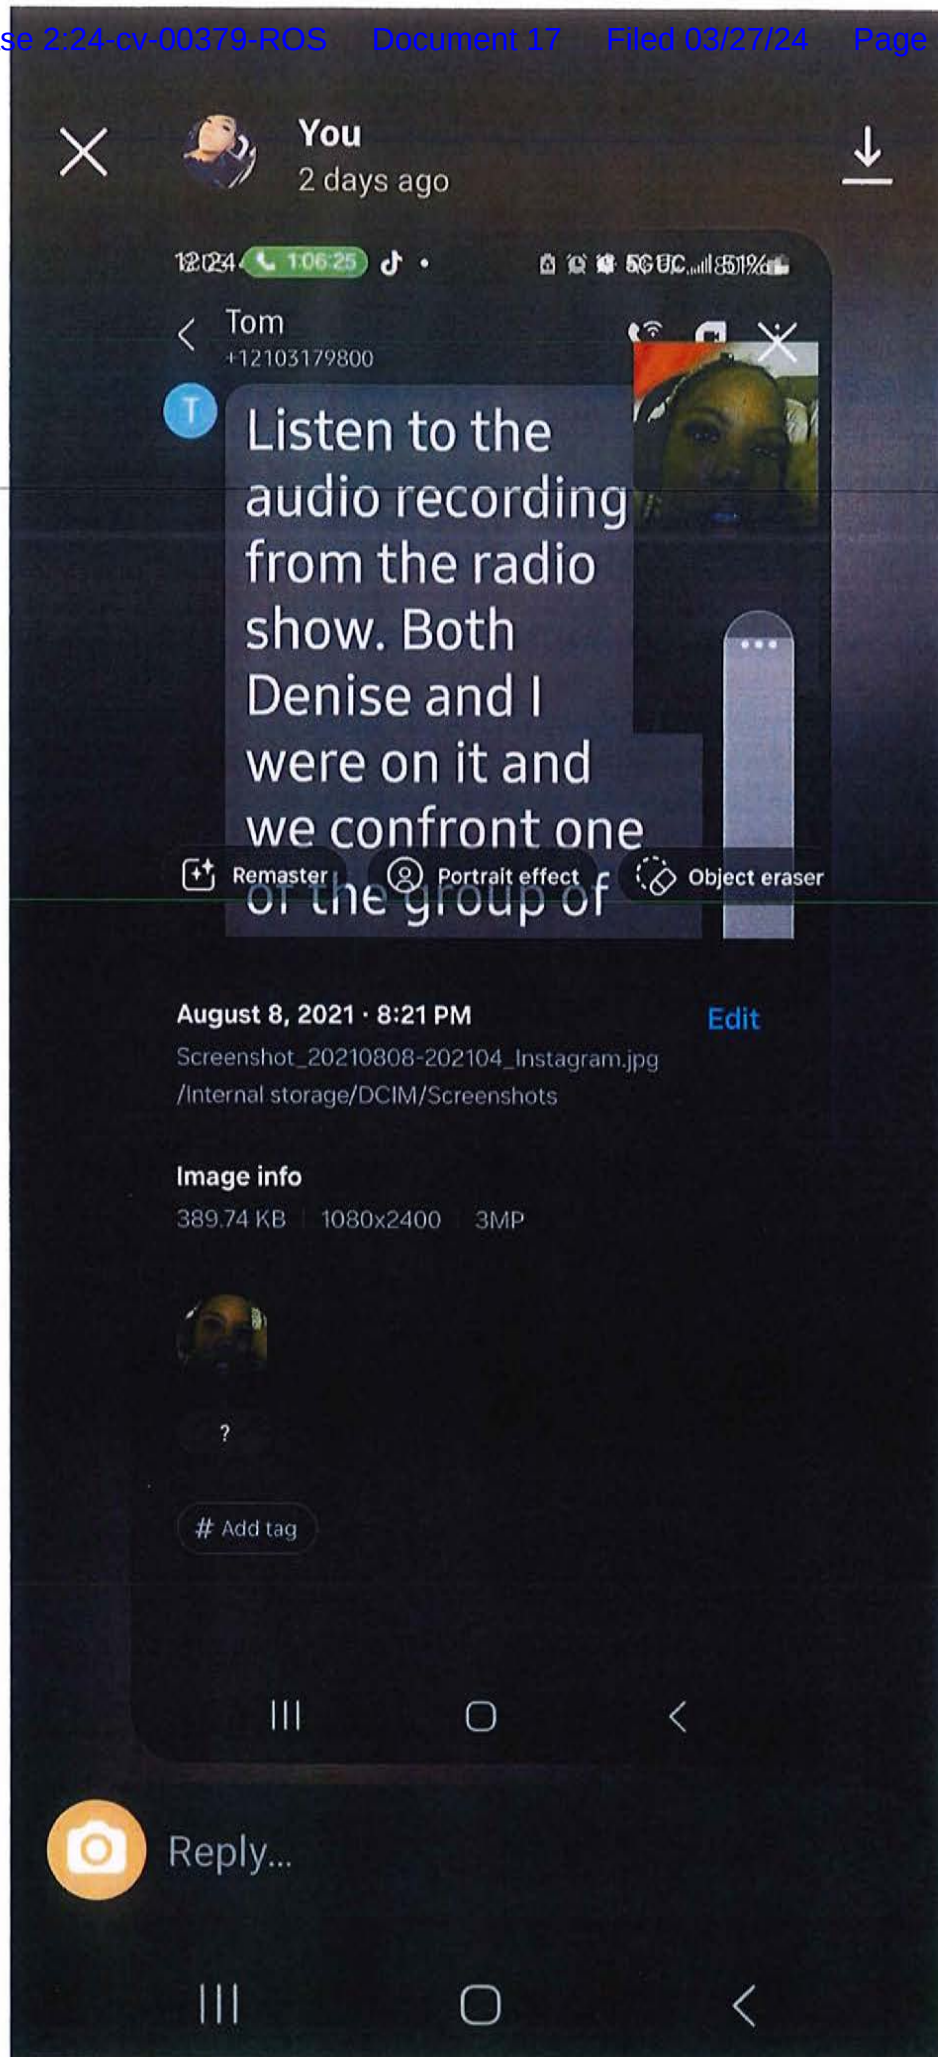 se 2:24-cv-00379-ROS Document 17 Filed 03/27/24 Page
You
2 days ago
1:06:25
Tom
+12103179800
T
Listen to the
audio recording
from the radio
show. Both
Denise and I
were on it and
we confront one
of the group of
Remaster Portrait effect Object eraser
August 8, 2021 · 8:21 PM Edit
Screenshot_20210808-202104_Instagram.jpg
/Internal storage/DCIM/Screenshots
Image info
389.74 KB 1080x2400 3MP
?
# Add tag
Reply...